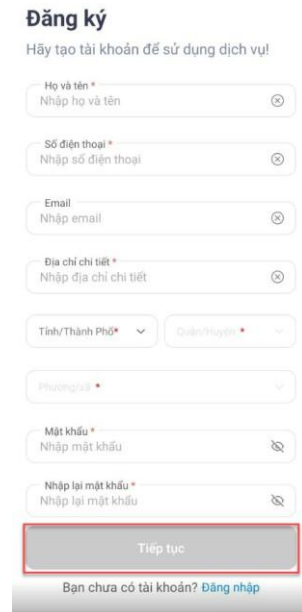 Đăng ký
Hãy tạo tài khoản để sử dụng dịch vụ!
Họ và tên *
Nhập họ và tên
Số điện thoại *
Nhập số điện thoại
Email
Nhập email
Địa chỉ chi tiết *
Nhập địa chỉ chi tiết
Tỉnh/Thành Phố* Quận/Huyện *
Phường/xã *
Mật khẩu *
Nhập mật khẩu
Nhập lại mật khẩu *
Nhập lại mật khẩu
Tiếp tục
Bạn chưa có tài khoản? Đăng nhập